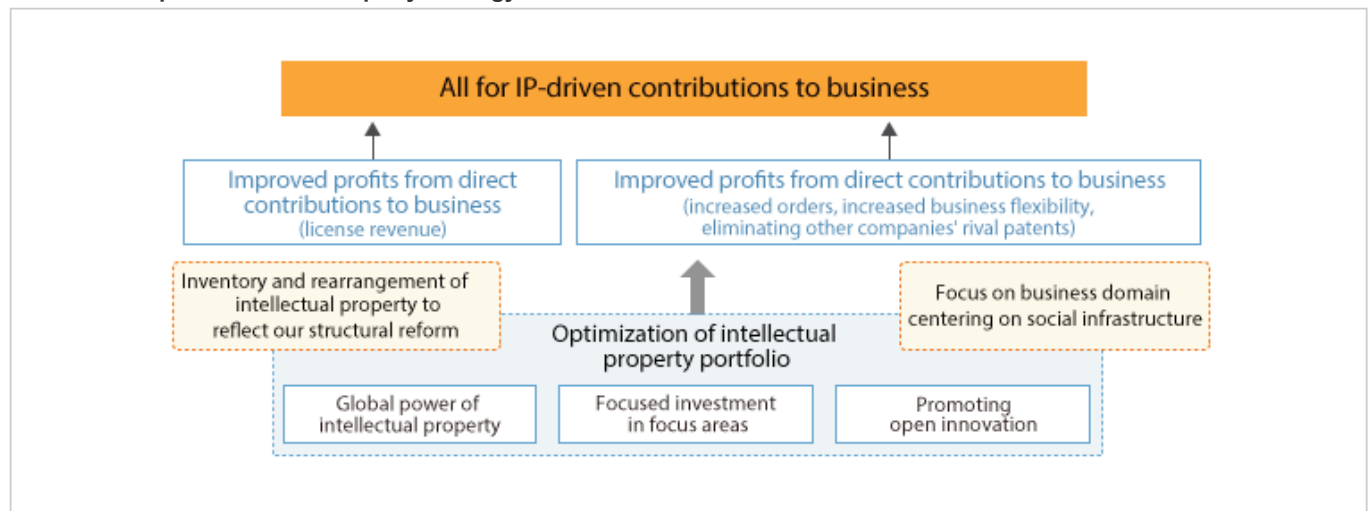 All for IP-driven contributions to business
Improved profits from direct
contributions to business
(license revenue)
Improved profits from direct contributions to business
(increased orders, increased business flexibility,
eliminating other companies' rival patents)
Inventory and rearrangement of
intellectual property to
reflect our structural reform
Focus on business domain
centering on social infrastructure
Optimization of intellectual
property portfolio
Global power of
intellectual property
Focused investment
in focus areas
Promoting
open innovation